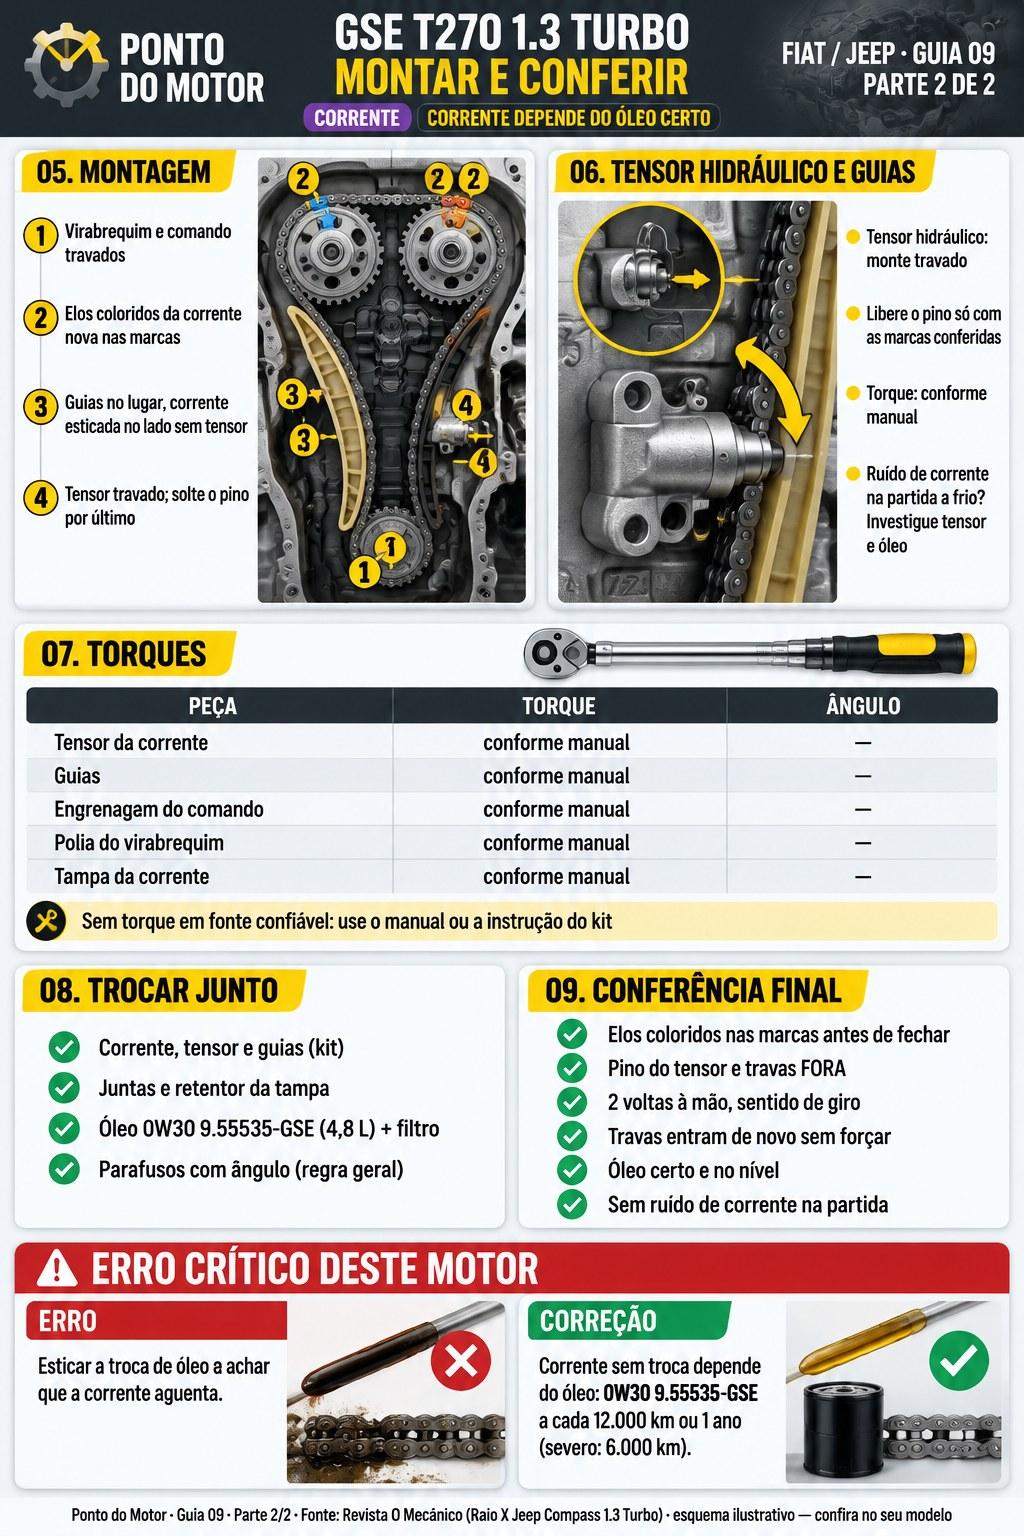 PONTO
DO MOTOR
GSE T270 1.3 TURBO
MONTAR E CONFERIR
CORRENTE
CORRENTE DEPENDE DO ÓLEO CERTO
FIAT / JEEP · GUIA 09
PARTE 2 DE 2
05. MONTAGEM
1
Virabrequim e comando
travados
2
Elos coloridos da corrente
nova nas marcas
3
Guias no lugar, corrente
esticada no lado sem tensor
4
Tensor travado; solte o pino
por último
2
2
2
3
3
4
4
1
1
06. TENSOR HIDRÁULICO E GUIAS
Tensor hidráulico:
monte travado
Libere o pino só com
as marcas conferidas
Torque: conforme
manual
Ruído de corrente
na partida a frio?
Investigue tensor
e óleo
07. TORQUES
PEÇA TORQUE ÂNGULO
Tensor da corrente conforme manual —
Guias conforme manual —
Engrenagem do comando conforme manual —
Polia do virabrequim conforme manual —
Tampa da corrente conforme manual —
Sem torque em fonte confiável: use o manual ou a instrução do kit
08. TROCAR JUNTO
Corrente, tensor e guias (kit)
Juntas e retentor da tampa
Óleo 0W30 9.55535-GSE (4,8 L) + filtro
Parafusos com ângulo (regra geral)
09. CONFERÊNCIA FINAL
Elos coloridos nas marcas antes de fechar
Pino do tensor e travas FORA
2 voltas à mão, sentido de giro
Travas entram de novo sem forçar
Óleo certo e no nível
Sem ruído de corrente na partida
ERRO CRÍTICO DESTE MOTOR
ERRO
Esticar a troca de óleo a achar
que a corrente aguenta.
CORREÇÃO
Corrente sem troca depende
do óleo: 0W30 9.55535-GSE
a cada 12.000 km ou 1 ano
(severo: 6.000 km).
Ponto do Motor · Guia 09 · Parte 2/2 · Fonte: Revista O Mecánico (Raio X Jeep Compass 1.3 Turbo) · esquema ilustrativo — confira no seu modelo